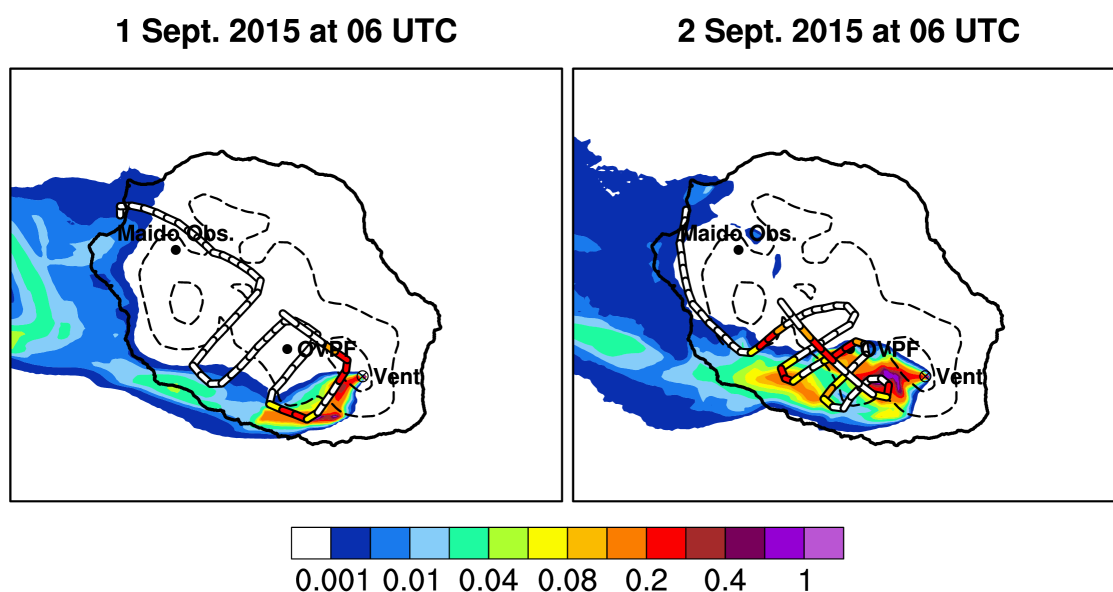 1 Sept. 2015 at 06 UTC
2 Sept. 2015 at 06 UTC
Maido Obs.
OVPF
Vent
Maido Obs.
OVPF
Vent
0.001 0.01 0.04 0.08 0.2 0.4 1